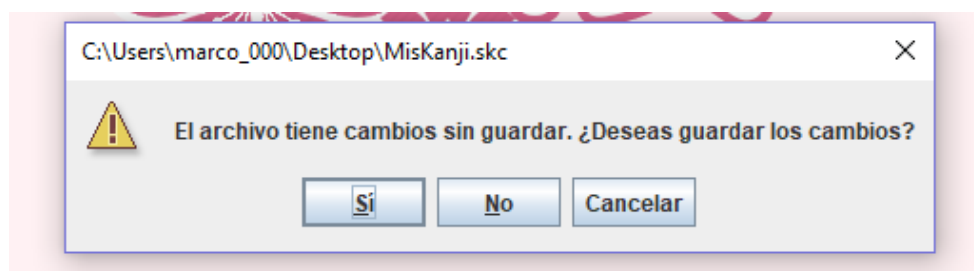 C:\Users\marco_000\Desktop\MisKanji.skc
El archivo tiene cambios sin guardar. ¿Deseas guardar los cambios?
Sí No Cancelar